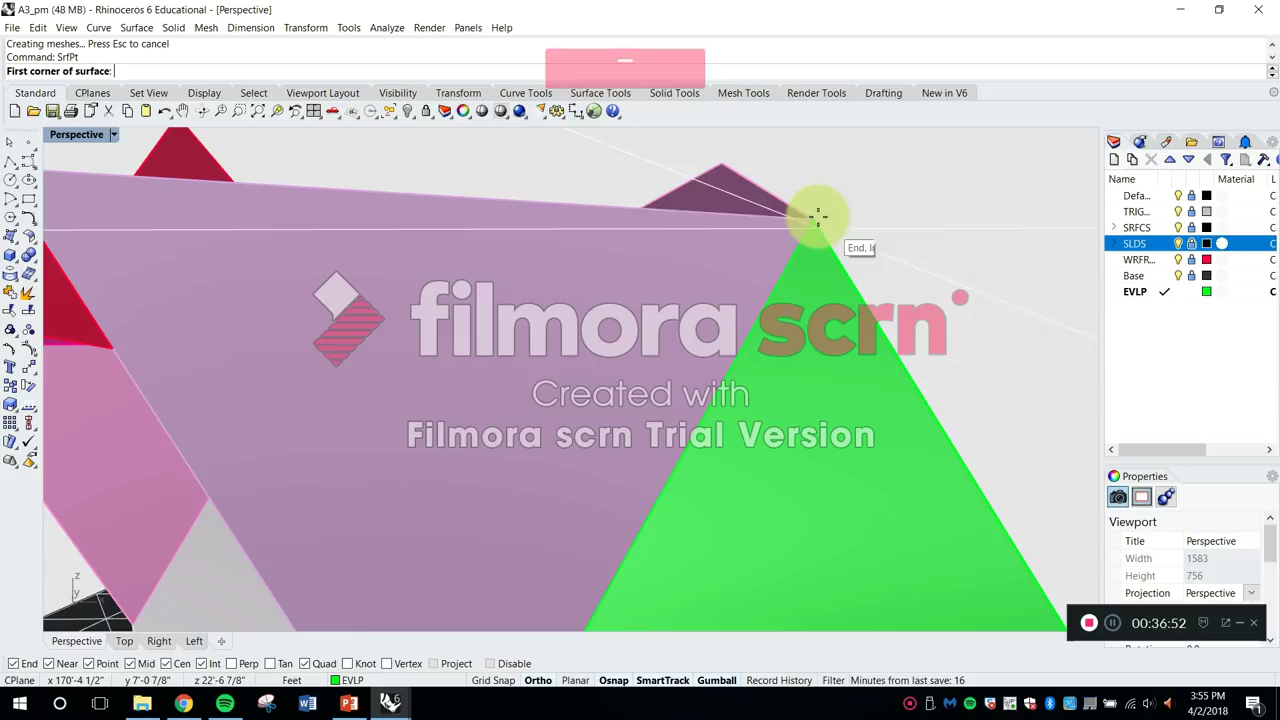 A3_pm (48 MB) - Rhinoceros 6 Educational - [Perspective]
File Edit View Curve Surface Solid Mesh Dimension Transform Tools Analyze Render Panels Help
Creating meshes... Press Esc to cancel
Command: SrfPt
First corner of surface:
Standard CPlanes Set View Display Select Viewport Layout Visibility Transform Curve Tools Surface Tools Solid Tools Mesh Tools Render Tools Drafting New in V6
Perspective
Name Material L
Defa...
TRIG... C
SRFCS C
SLDS C
WRFR... C
Base C
EVLP C
End, In
filmora scrn
Created with
Filmora scrn Trial Version
Properties
Viewport
Title Perspective
Width 1583
Height 756
Projection Perspective
z
y
00:36:52
Perspective Top Right Left
End Near Point Mid Cen Int Perp Tan Quad Knot Vertex Project Disable
CPlane x 170'-4 1/2" y 7'-0 7/8" z 22'-6 7/8" Feet EVLP Grid Snap Ortho Planar Osnap SmartTrack Gumball Record History Filter Minutes from last save: 16
3:55 PM
4/2/2018